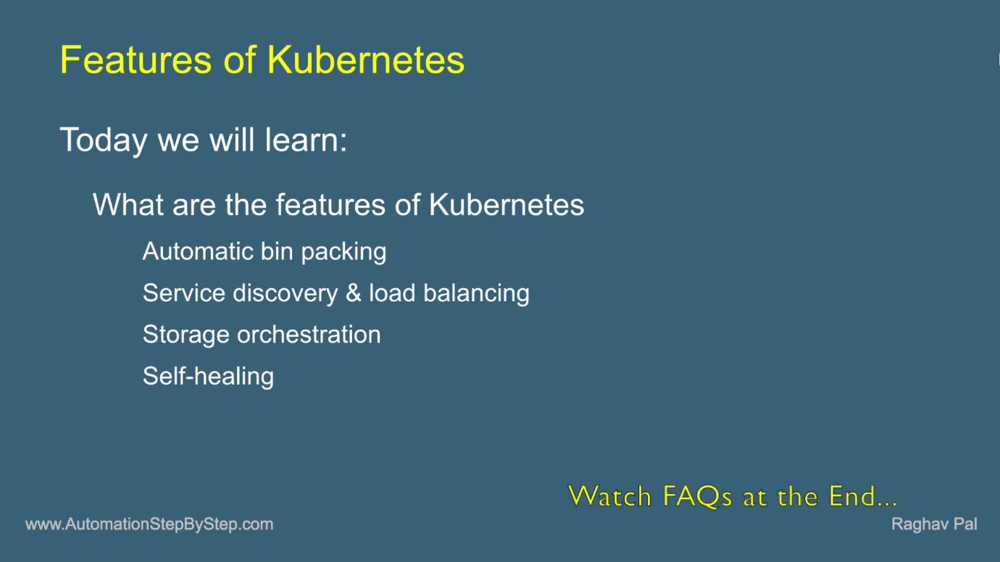 Features of Kubernetes
Today we will learn:
What are the features of Kubernetes
Automatic bin packing
Service discovery & load balancing
Storage orchestration
Self-healing
Watch FAQs at the End...
www.AutomationStepByStep.com
Raghav Pal